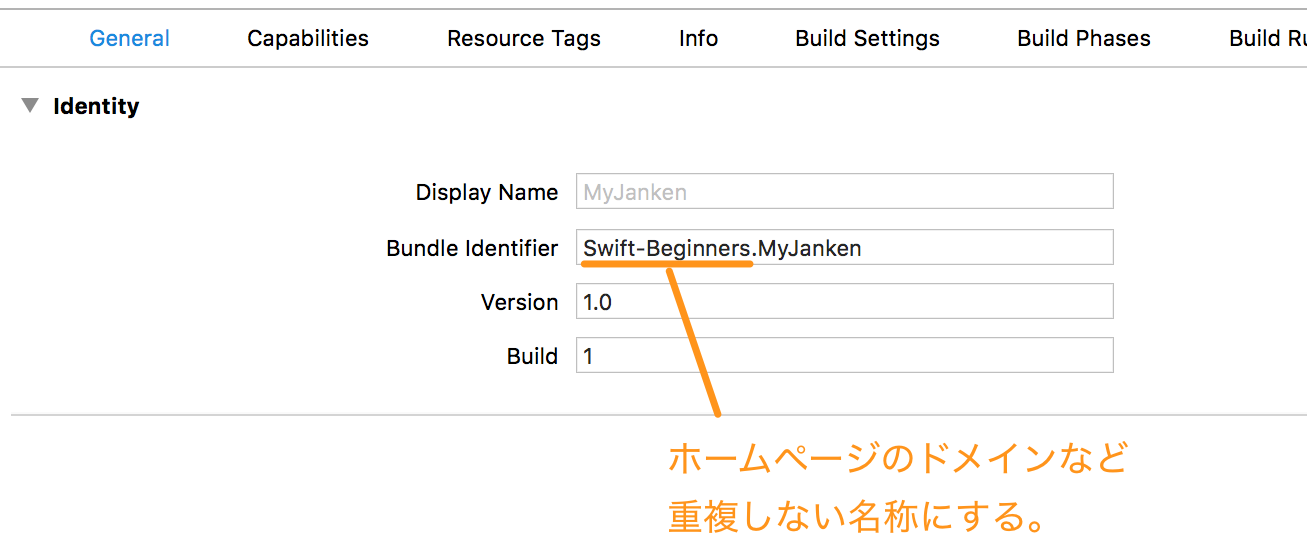 General Capabilities Resource Tags Info Build Settings Build Phases Build
Identity
Display Name MyJanken
Bundle Identifier Swift-Beginners.MyJanken
Version 1.0
Build 1
ホームページのドメインなど
重複しない名称にする。